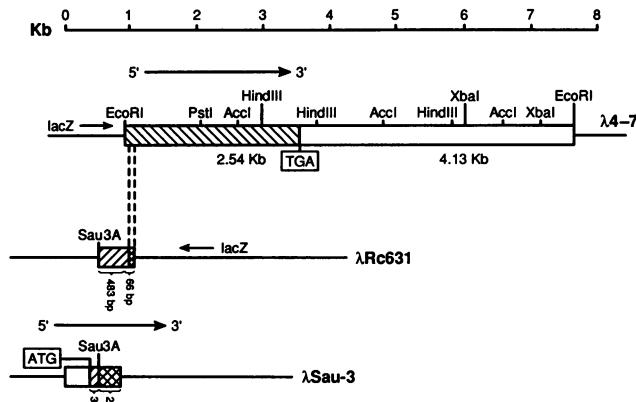 Kb 0 1 2 3 4 5 6 7 8
5' 3'
HindIII XbaI EcoRI
lacZ EcoRI PstI AccI HindIII AccI HindIII AccI XbaI λ4–7
2.54 Kb TGA 4.13 Kb
Sau3A
lacZ λRc631
483 bp 66 bp
5' 3'
ATG Sau3A
λSau-3
3 2